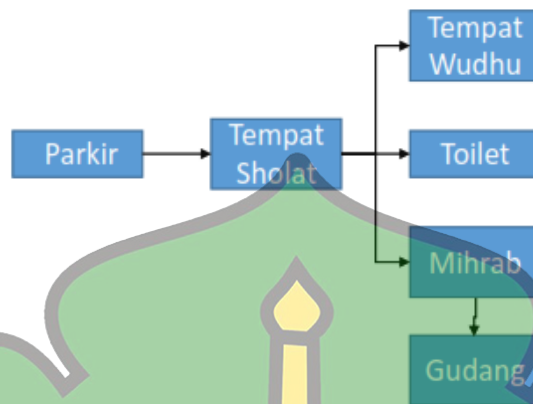 Tempat
Wudhu
Parkir
Tempat
Sholat
Toilet
Mihrab
Gudang